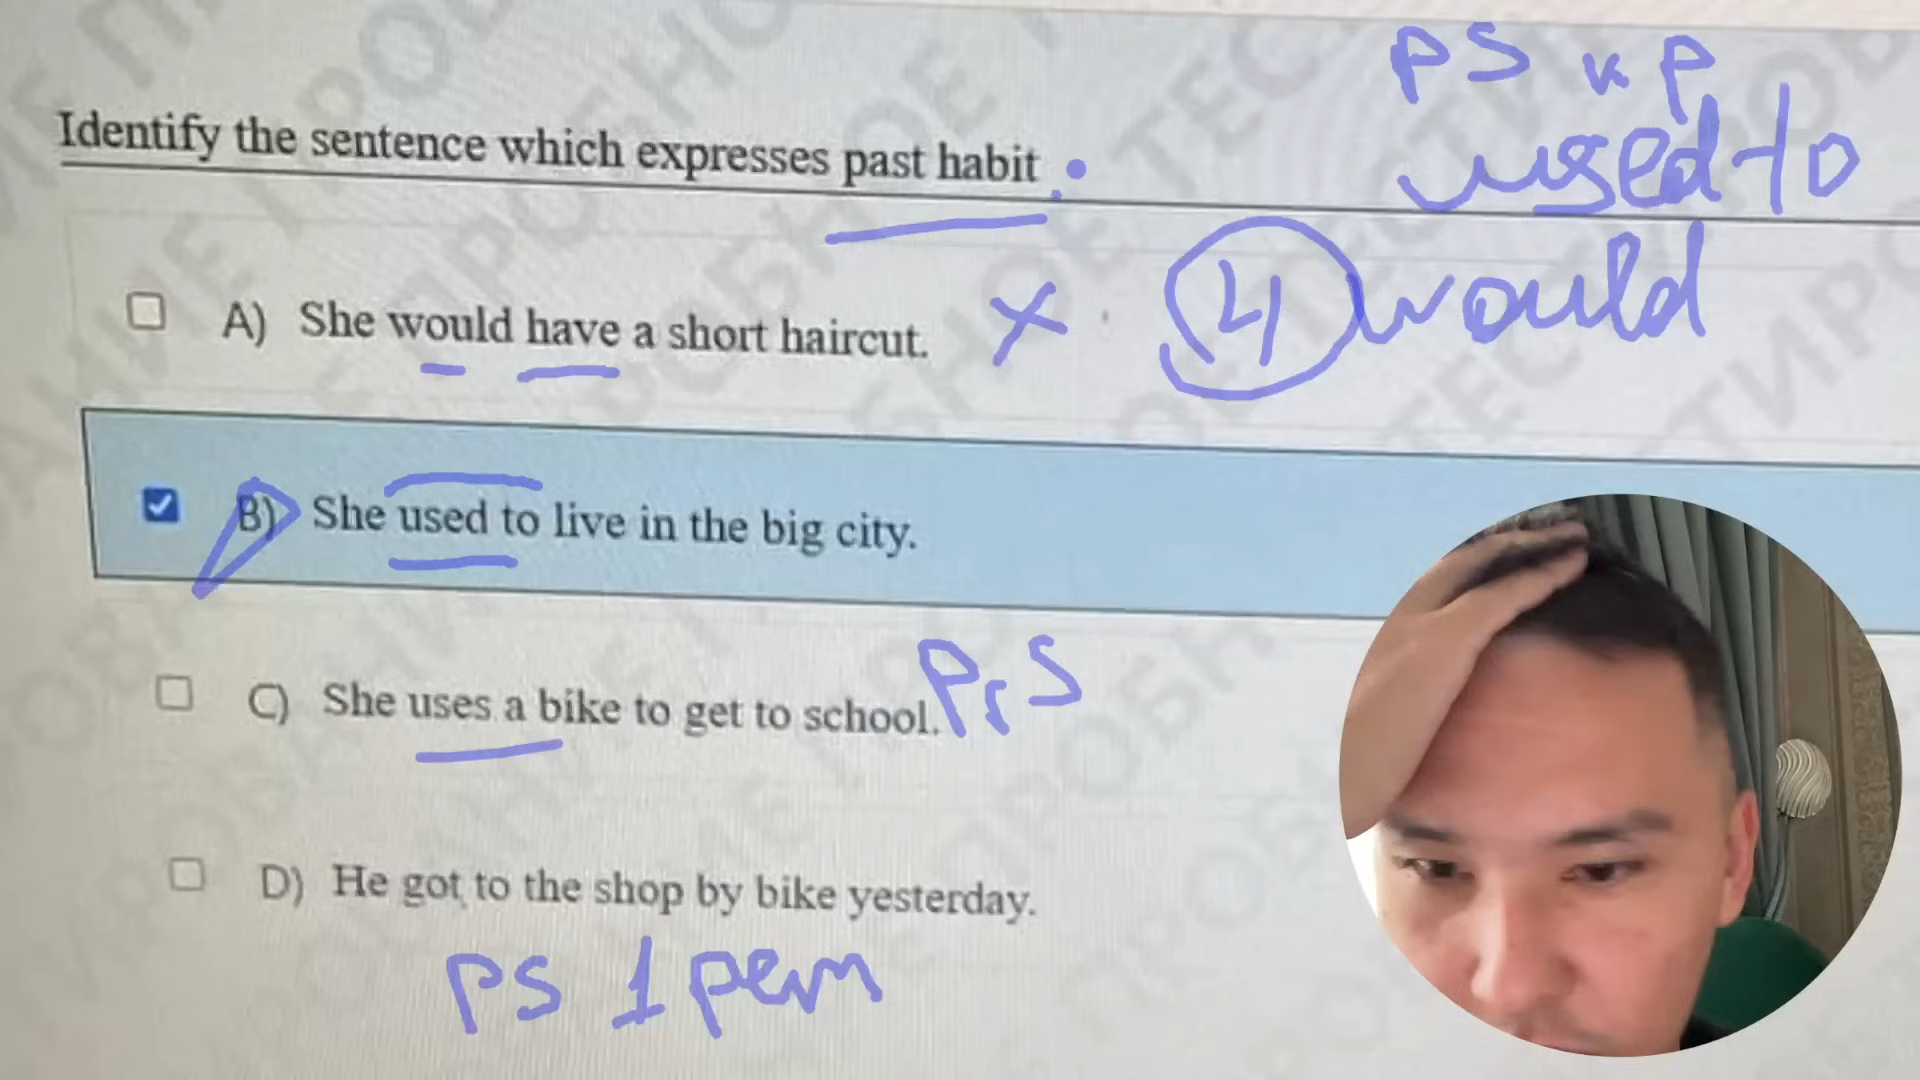 Identify the sentence which expresses past habit.
PS и Р
used to
4 would
A) She would have a short haircut. x
B) She used to live in the big city.
C) She uses a bike to get to school. PrS
D) He got to the shop by bike yesterday.
PS 1 реп